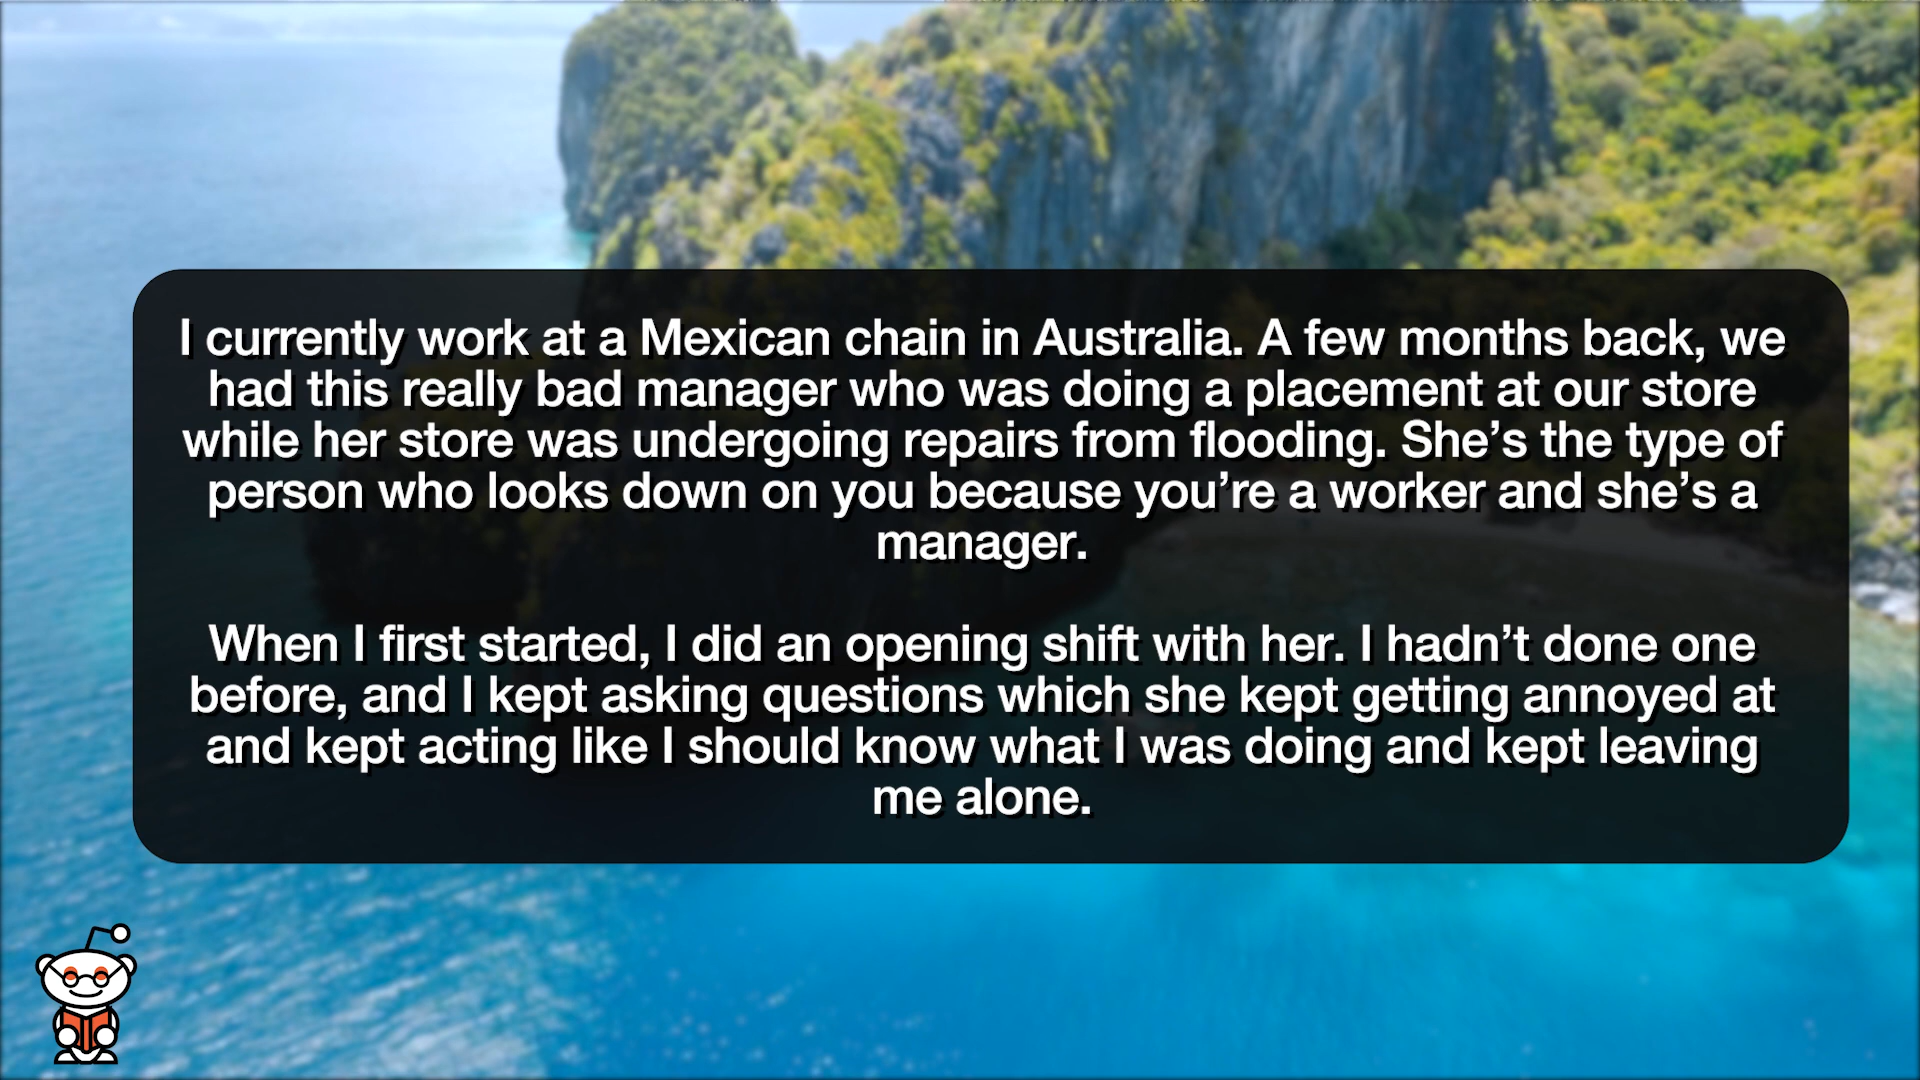 I currently work at a Mexican chain in Australia. A few months back, we
had this really bad manager who was doing a placement at our store
while her store was undergoing repairs from flooding. She’s the type of
person who looks down on you because you’re a worker and she’s a
manager.
When I first started, I did an opening shift with her. I hadn’t done one
before, and I kept asking questions which she kept getting annoyed at
and kept acting like I should know what I was doing and kept leaving
me alone.